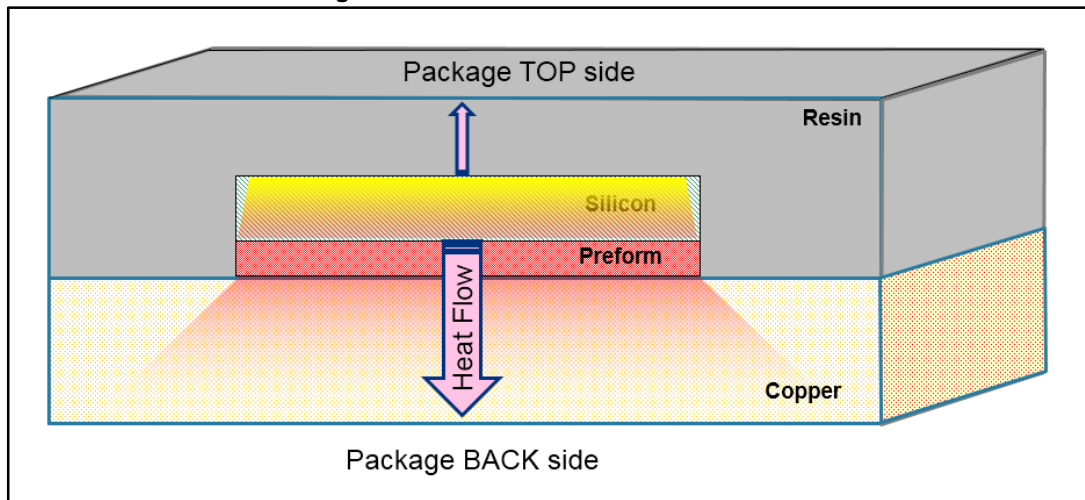 Package TOP side
Resin
Silicon
Preform
Heat Flow
Copper
Package BACK side